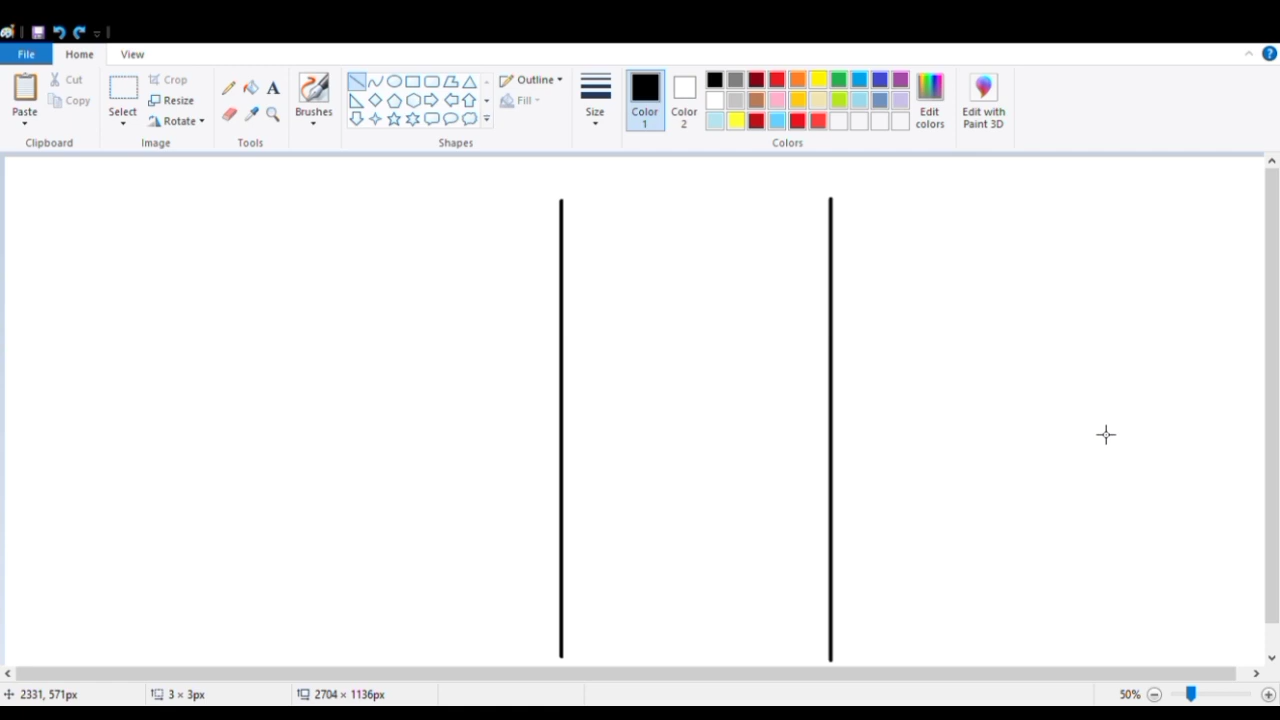 File Home View
Paste
Cut
Copy
Clipboard
Select
Crop
Resize
Rotate
Image
A
Tools
Brushes
Shapes
Outline
Fill
Size
Color
1
Color
2
Edit
colors
Colors
Edit with
Paint 3D
?
2331, 571px 3 × 3px 2704 × 1136px 50%